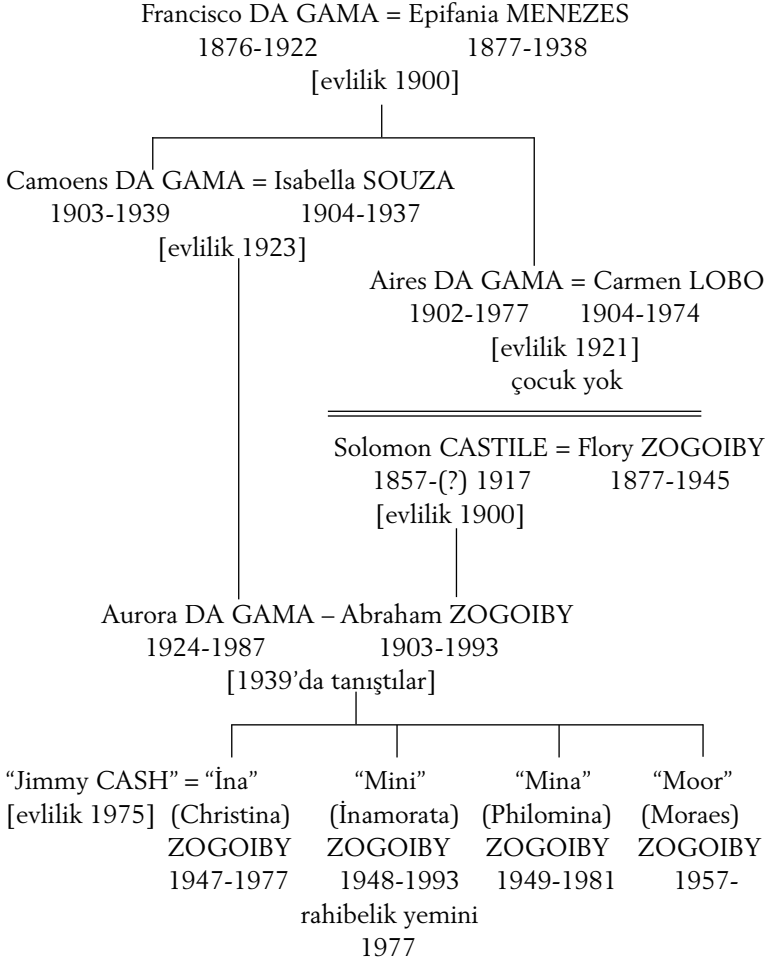 Francisco DA GAMA = Epifania MENEZES
1876-1922 1877-1938
[evlilik 1900]
Camoens DA GAMA = Isabella SOUZA
1903-1939 1904-1937
[evlilik 1923]
Aires DA GAMA = Carmen LOBO
1902-1977 1904-1974
[evlilik 1921]
çocuk yok
Solomon CASTILE = Flory ZOGOIBY
1857-(?) 1917 1877-1945
[evlilik 1900]
Aurora DA GAMA – Abraham ZOGOIBY
1924-1987 1903-1993
[1939’da tanıştılar]
“Jimmy CASH” = “İna” “Mini” “Mina” “Moor”
[evlilik 1975] (Christina) (İnamorata) (Philomina) (Moraes)
ZOGOIBY ZOGOIBY ZOGOIBY ZOGOIBY
1947-1977 1948-1993 1949-1981 1957-
rahibelik yemini
1977